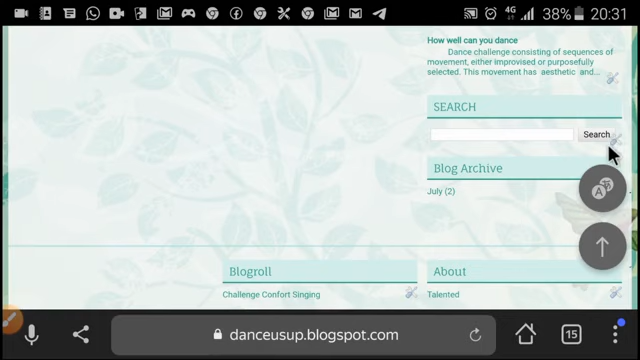 4G
38% 20:31
How well can you dance
Dance challenge consisting of sequences of
movement, either improvised or purposefully
selected. This movement has aesthetic and...
SEARCH
Search
Blog Archive
July (2)
Blogroll
About
Challenge Confort Singing
Talented
danceusup.blogspot.com
15